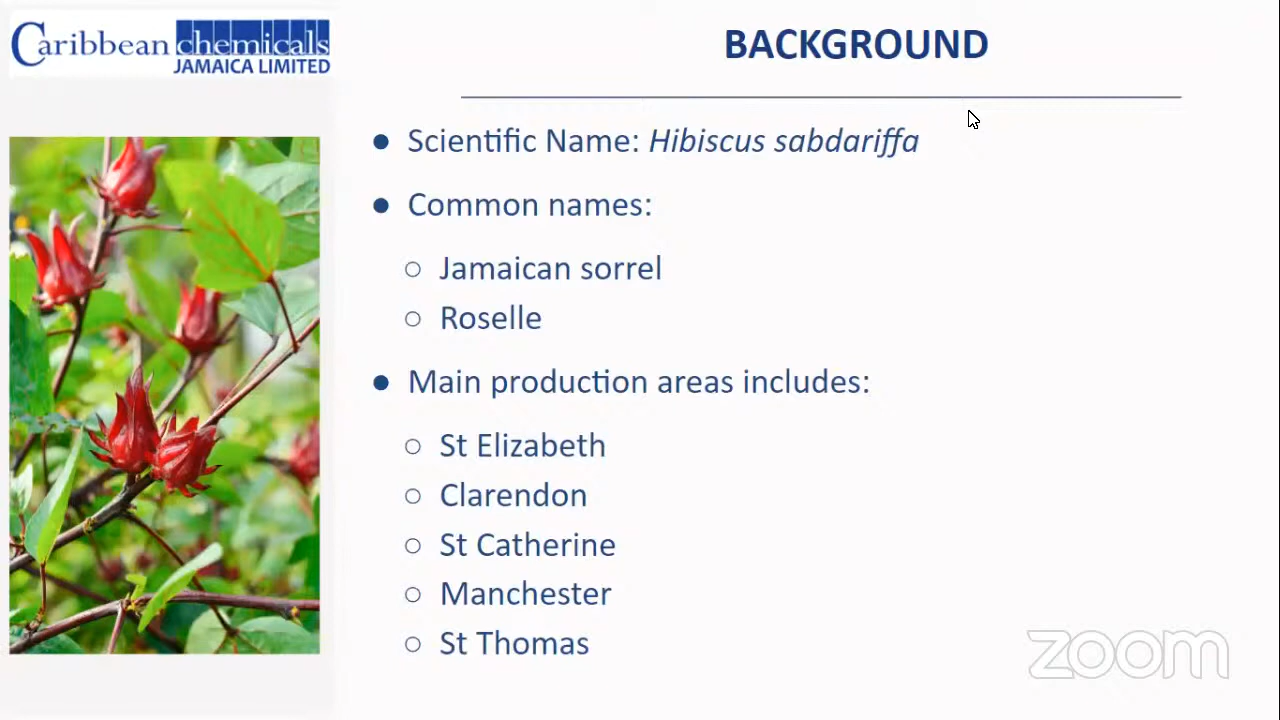 Caribbean chemicals
JAMAICA LIMITED
BACKGROUND
● Scientific Name: Hibiscus sabdariffa
● Common names:
○ Jamaican sorrel
○ Roselle
● Main production areas includes:
○ St Elizabeth
○ Clarendon
○ St Catherine
○ Manchester
○ St Thomas
zoom